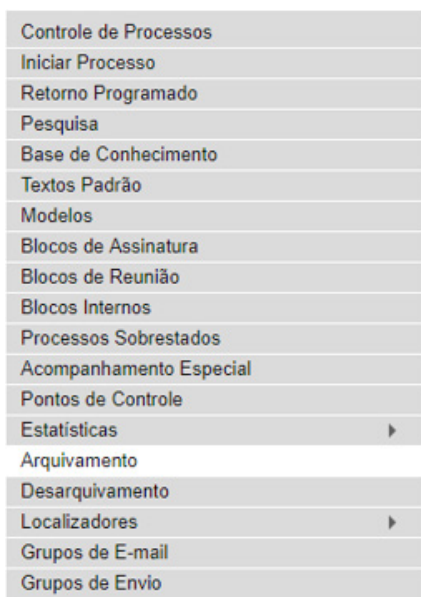 Controle de Processos
Iniciar Processo
Retorno Programado
Pesquisa
Base de Conhecimento
Textos Padrão
Modelos
Blocos de Assinatura
Blocos de Reunião
Blocos Internos
Processos Sobrestados
Acompanhamento Especial
Pontos de Controle
Estatísticas
Arquivamento
Desarquivamento
Localizadores
Grupos de E-mail
Grupos de Envio